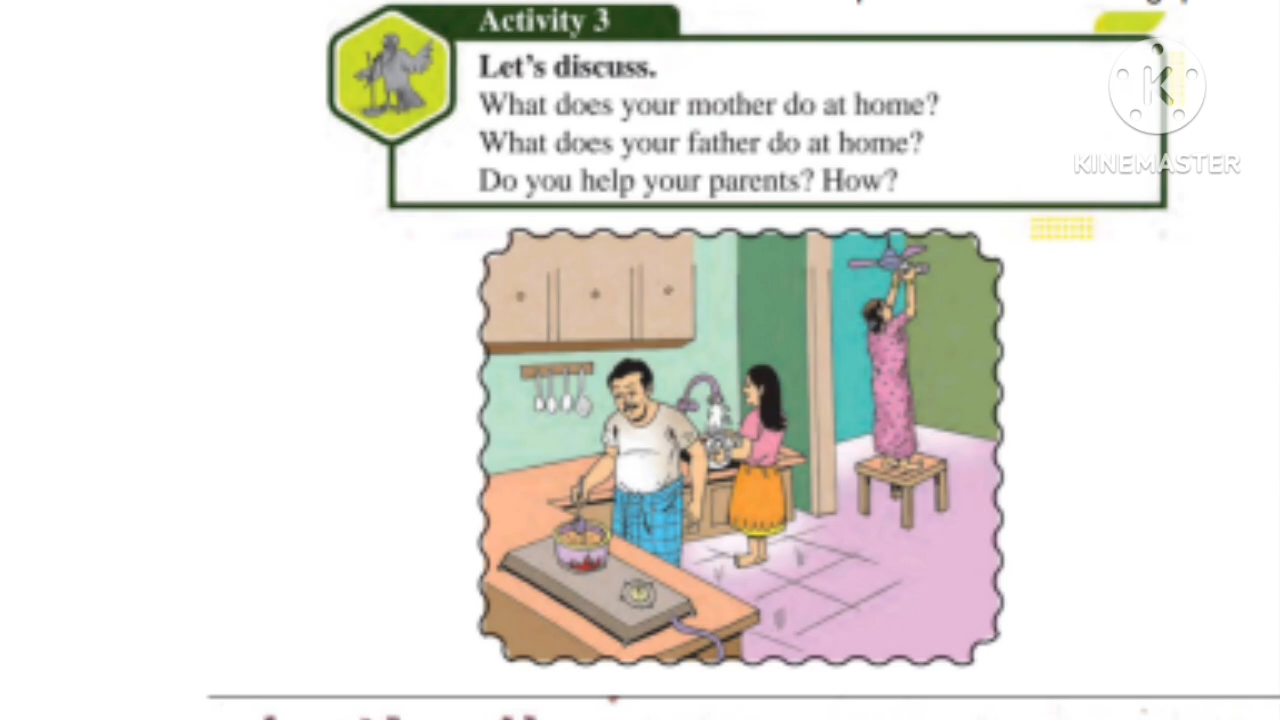 Activity 3
Let's discuss.
What does your mother do at home?
What does your father do at home?
Do you help your parents? How?
K
KINEMASTER